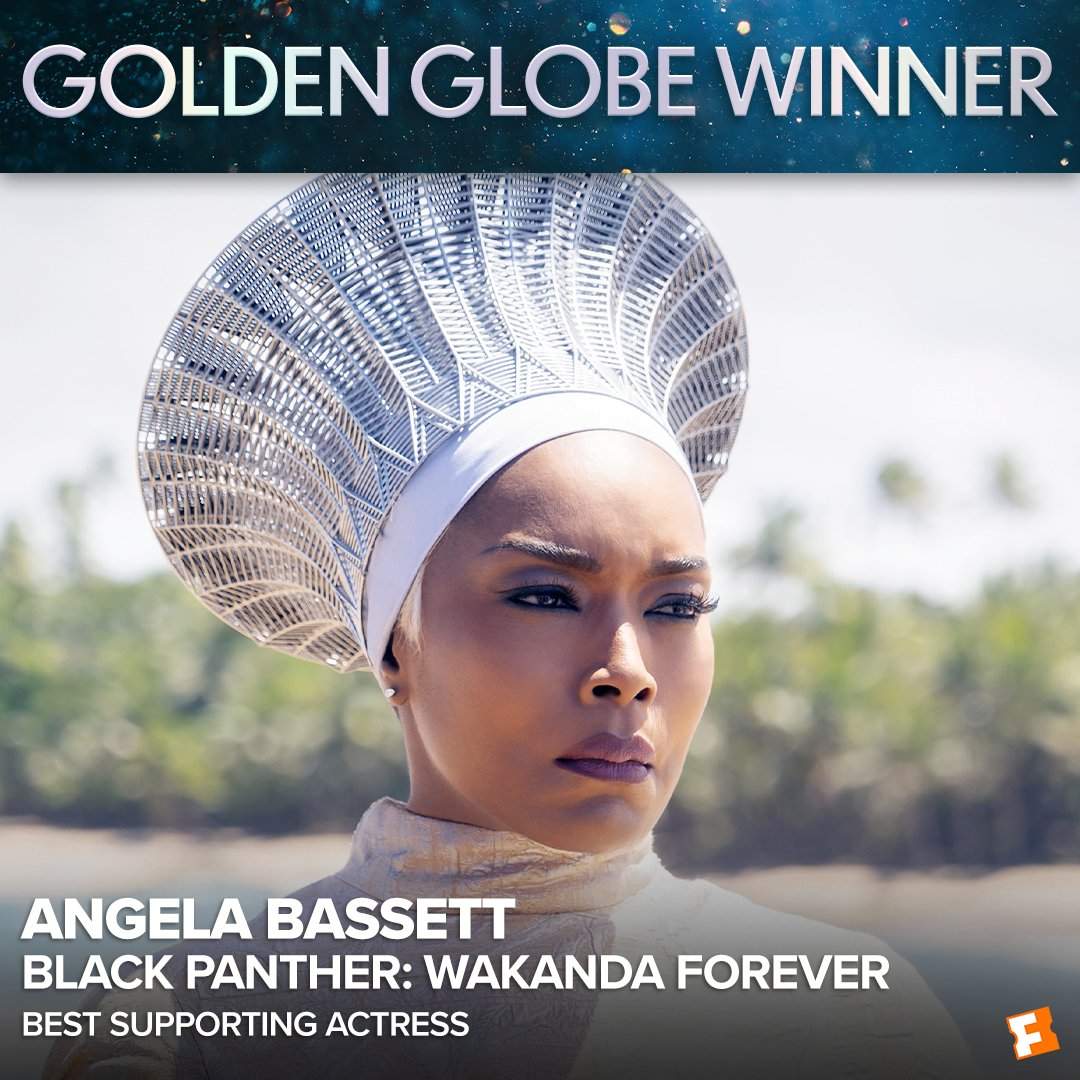 GOLDEN GLOBE WINNER
ANGELA BASSETT
BLACK PANTHER: WAKANDA FOREVER
BEST SUPPORTING ACTRESS
F